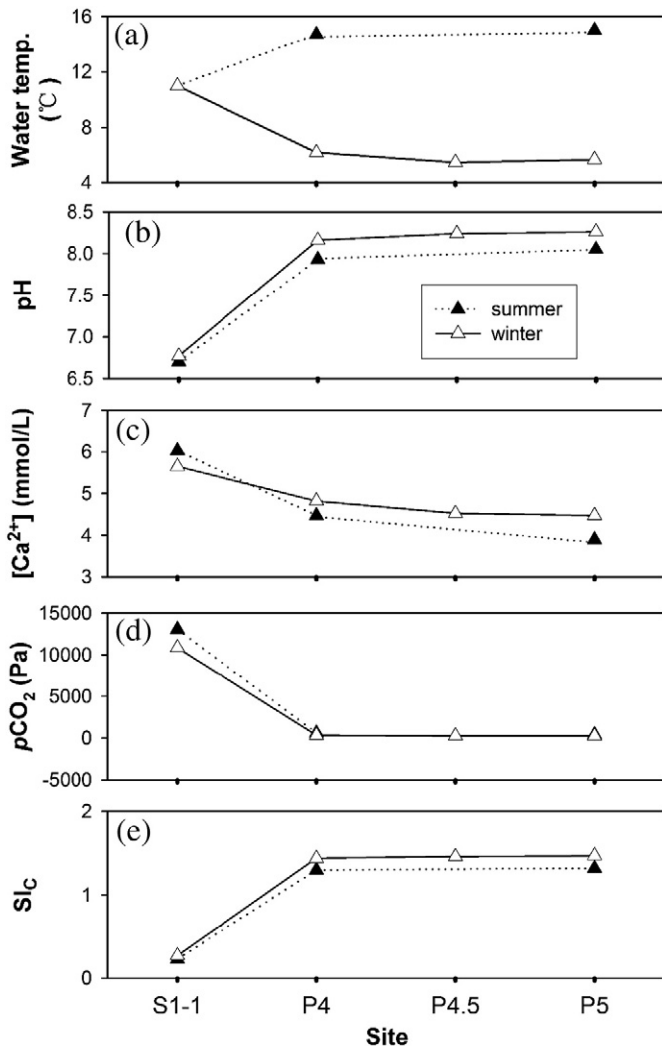 (a)
Water temp.
(℃)
16
12
8
4
(b)
pH
8.5
8.0
7.5
7.0
6.5
summer
winter
(c)
[Ca²⁺] (mmol/L)
7
6
5
4
3
(d)
pCO₂ (Pa)
15000
10000
5000
0
-5000
(e)
SI_C
2
1
0
S1-1 P4 P4.5 P5
Site